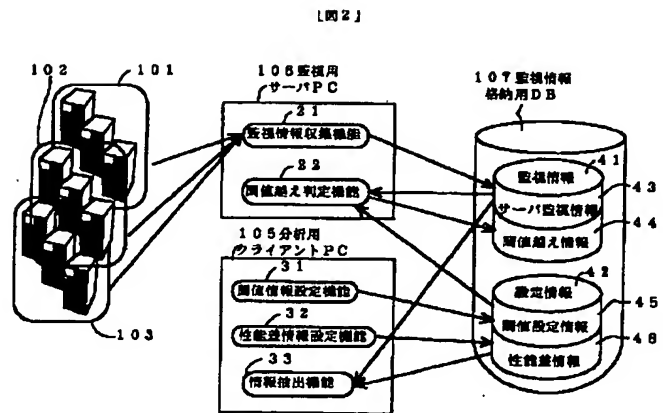 【図2】
102
101
106監視用
サーバPC
21
監視情報収集機能
22
閾値越え判定機能
105分析用
クライアントPC
31
閾値情報設定機能
32
性能差情報設定機能
33
情報抽出機能
103
107監視情報
格納用DB
41
監視情報
43
サーバ監視情報
44
閾値越え情報
42
設定情報
45
閾値設定情報
46
性能差情報